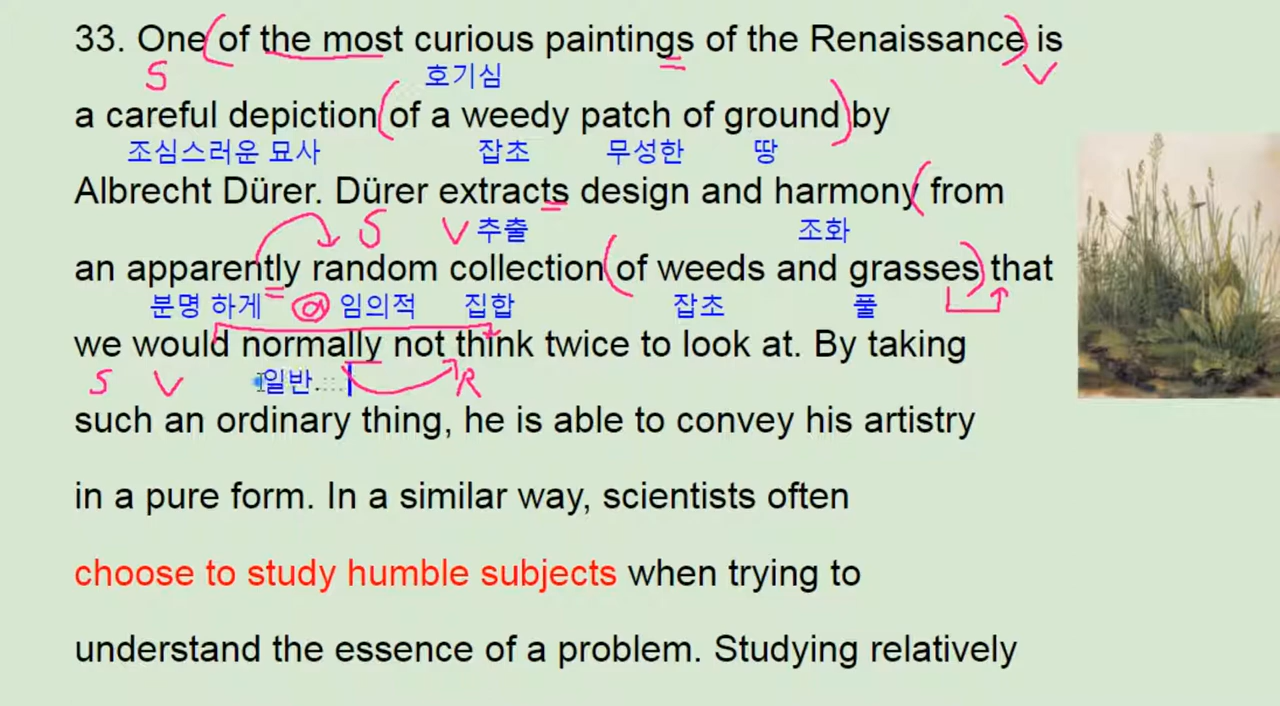 33. One (of the most curious paintings of the Renaissance) is
S 호기심 V
a careful depiction (of a weedy patch of ground) by
조심스러운 묘사 잡초 무성한 땅
Albrecht Dürer. Dürer extracts design and harmony (from
S V 추출 조화
an apparently random collection (of weeds and grasses) that
분명 하게 a 임의적 집합 잡초 풀
we would normally not think twice to look at. By taking
S V 일반. R
such an ordinary thing, he is able to convey his artistry
in a pure form. In a similar way, scientists often
choose to study humble subjects when trying to
understand the essence of a problem. Studying relatively